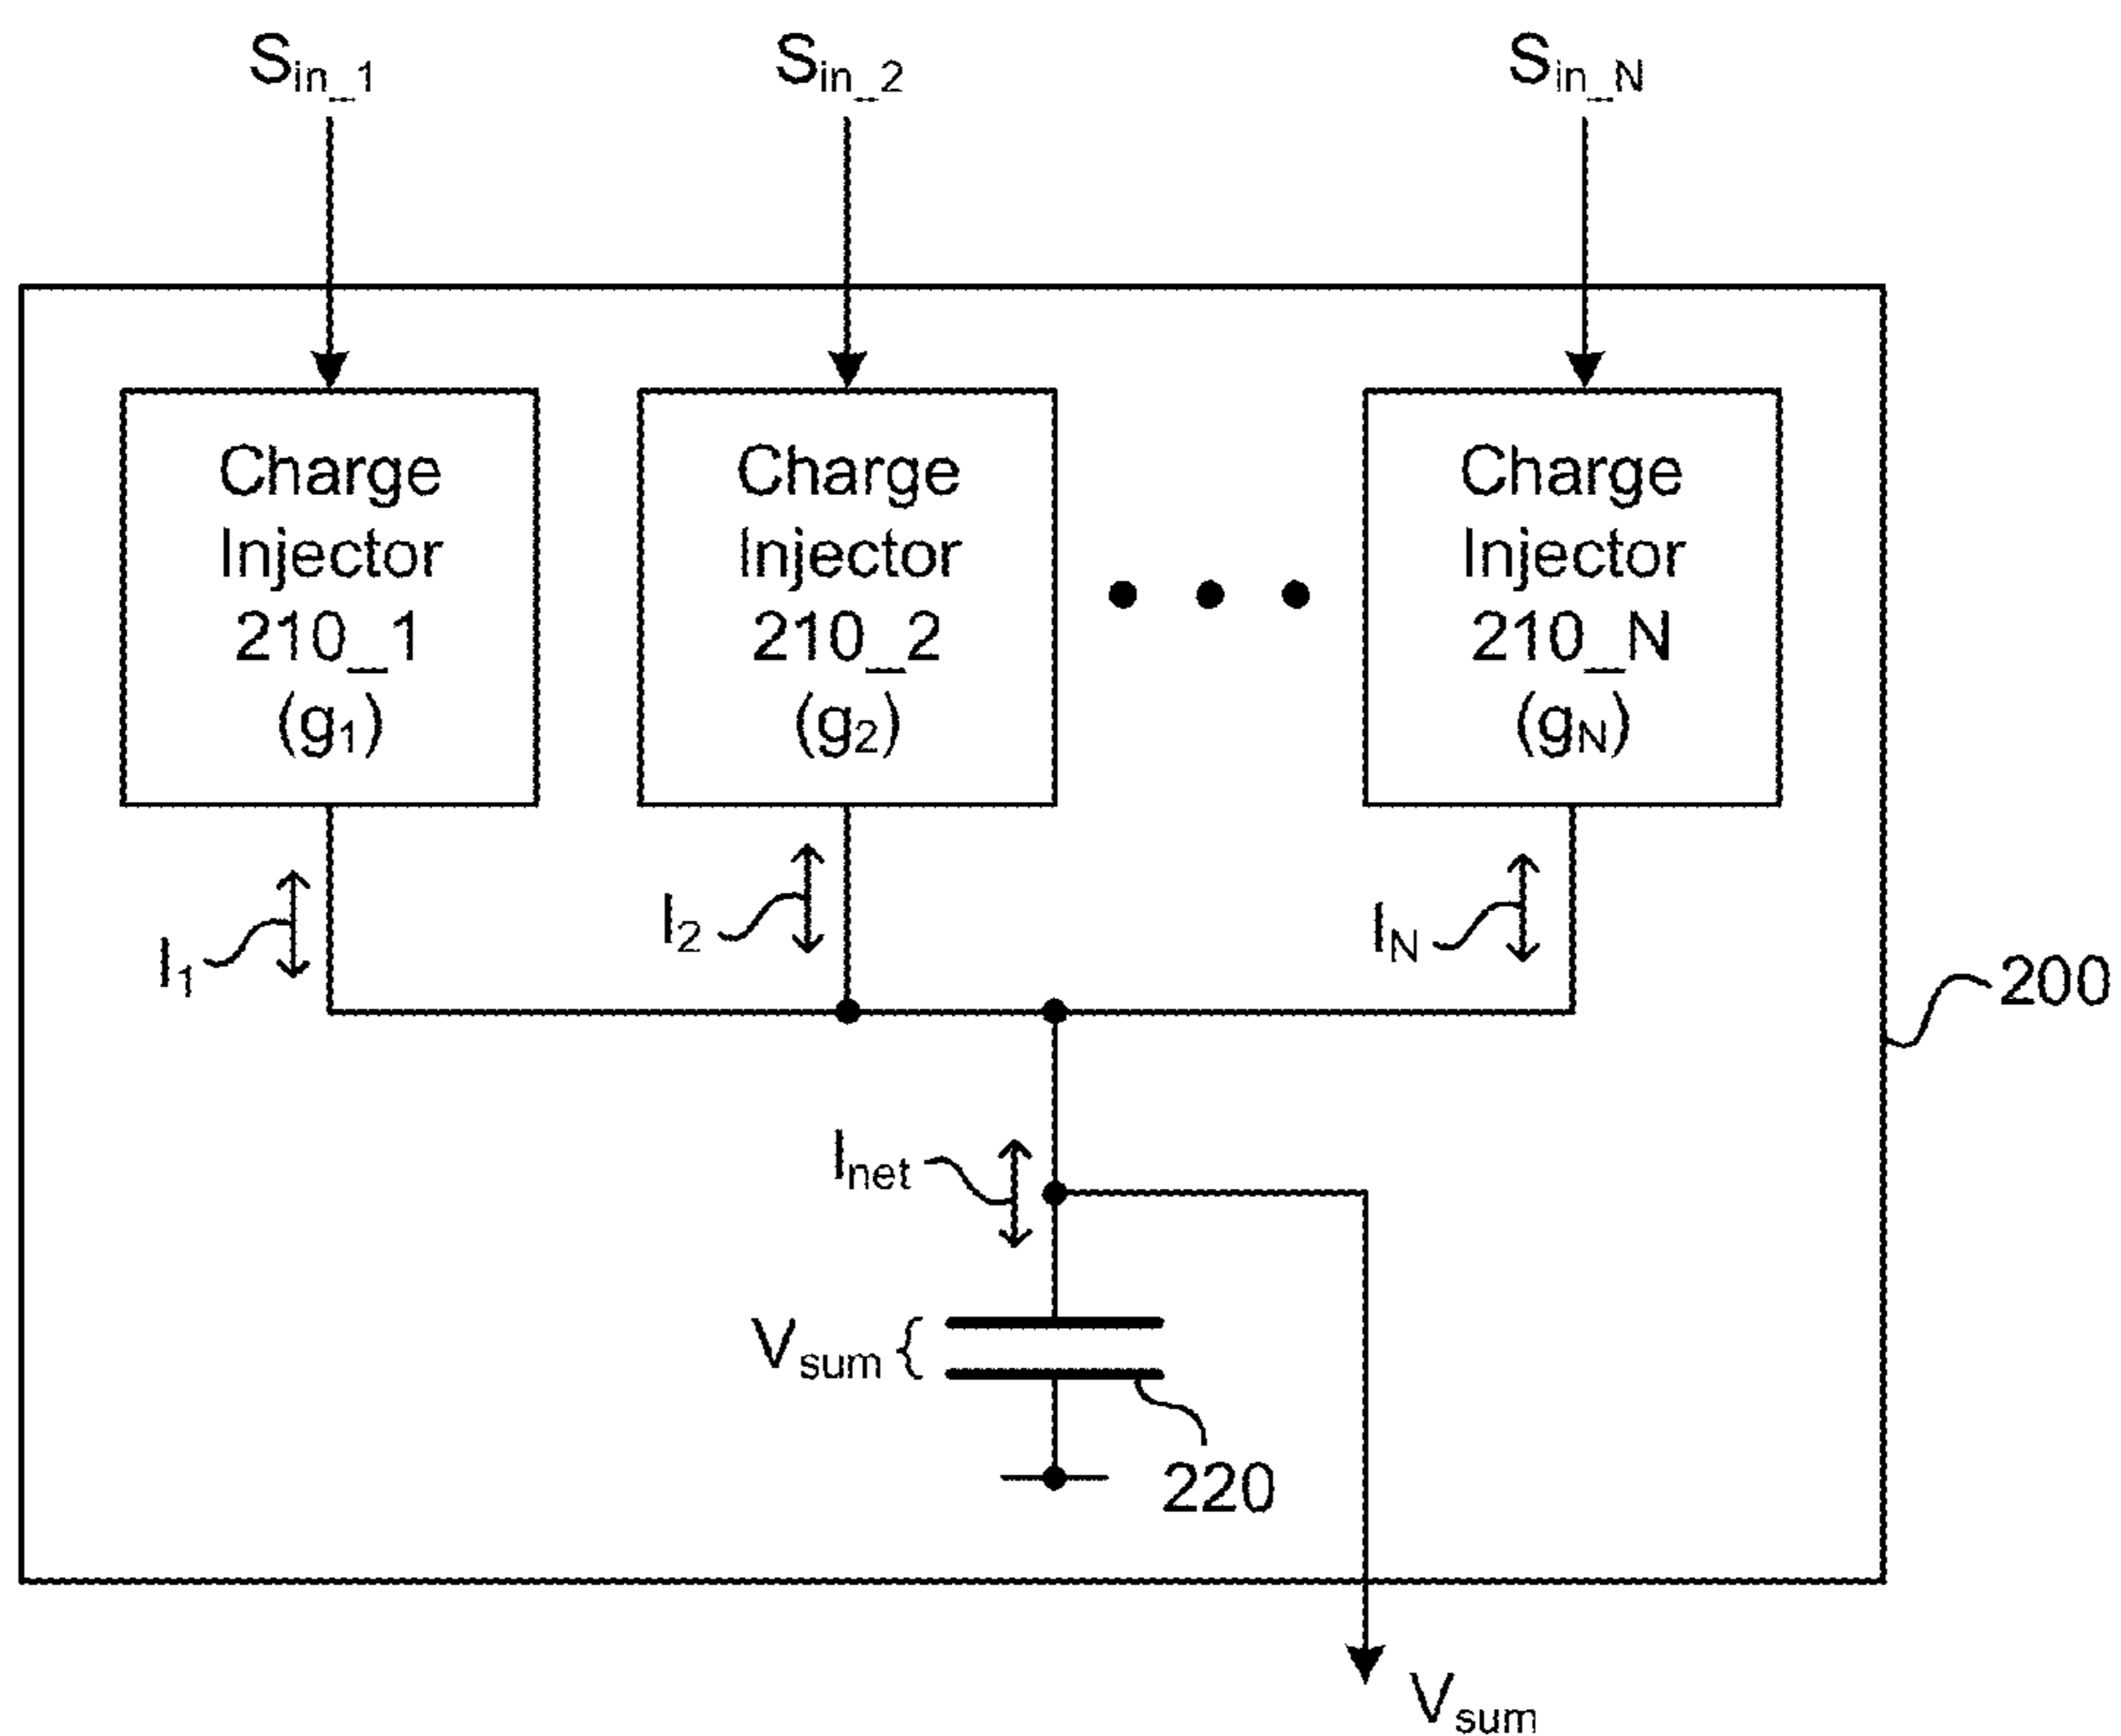 S_in_1
S_in_2
S_in_N
Charge
Injector
210_1
(g1)
Charge
Injector
210_2
(g2)
Charge
Injector
210_N
(gN)
I1
I2
IN
200
Inet
Vsum {
220
Vsum